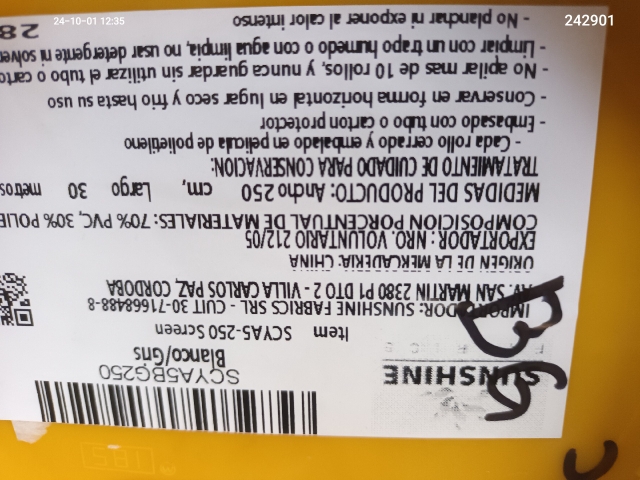 24-10-01 12:35
242901
SUNSHINE
FABRICS
BG
SCYA5BG250
Blanco/Gris
Item SCYA5-250 Screen
IMPORTADOR: SUNSHINE FABRICS SRL - CUIT 30-71668488-8
AV. SAN MARTIN 2380 P1 DTO 2 - VILLA CARLOS PAZ, CORDOBA
ORIGEN DE LA MERCADERIA: CHINA
EXPORTADOR: NRO. VOLUNTARIO 212/05
COMPOSICION PORCENTUAL DE MATERIALES: 70% PVC, 30% POLIE
MEDIDAS DEL PRODUCTO: Ancho 250 cm, Largo 30 metros
TRATAMIENTO DE CUIDADO PARA CONSERVACION:
- Cada rollo cerrado y embalado en pelicula de polietileno
- Embasado con tubo carton protector
- Conservar en forma horizontal en lugar seco y frio hasta su uso
- No apilar mas de 10 rollos, y nunca guardar sin utilizar el tubo o carto
- Limpiar con un trapo humedo o con agua limpia, no usar detergente ni solven
- No planchar ni exponer al calor intenso
28